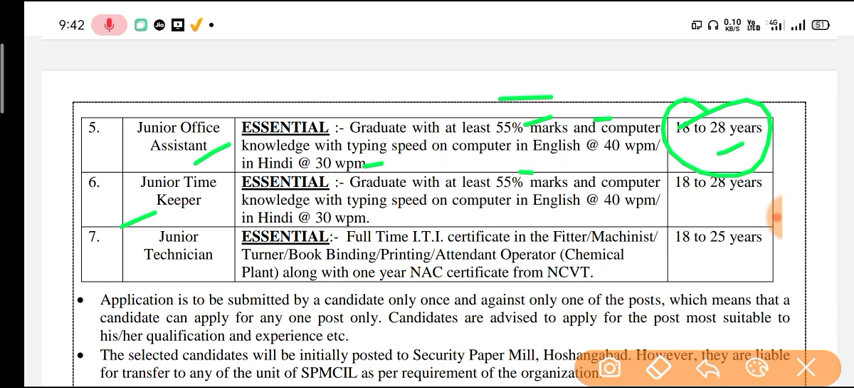 9:42 Jio 0.10 KB/S Vo LTED 4G 51
5. Junior Office ESSENTIAL :- Graduate with at least 55% marks and computer 18 to 28 years
Assistant knowledge with typing speed on computer in English @ 40 wpm/
in Hindi @ 30 wpm.
6. Junior Time ESSENTIAL :- Graduate with at least 55% marks and computer 18 to 28 years
Keeper knowledge with typing speed on computer in English @ 40 wpm/
in Hindi @ 30 wpm.
7. Junior ESSENTIAL:- Full Time I.T.I. certificate in the Fitter/Machinist/ 18 to 25 years
Technician Turner/Book Binding/Printing/Attendant Operator (Chemical
Plant) along with one year NAC certificate from NCVT.
• Application is to be submitted by a candidate only once and against only one of the posts, which means that a
candidate can apply for any one post only. Candidates are advised to apply for the post most suitable to
his/her qualification and experience etc.
• The selected candidates will be initially posted to Security Paper Mill, Hoshangabad. However, they are liable
for transfer to any of the unit of SPMCIL as per requirement of the organization.